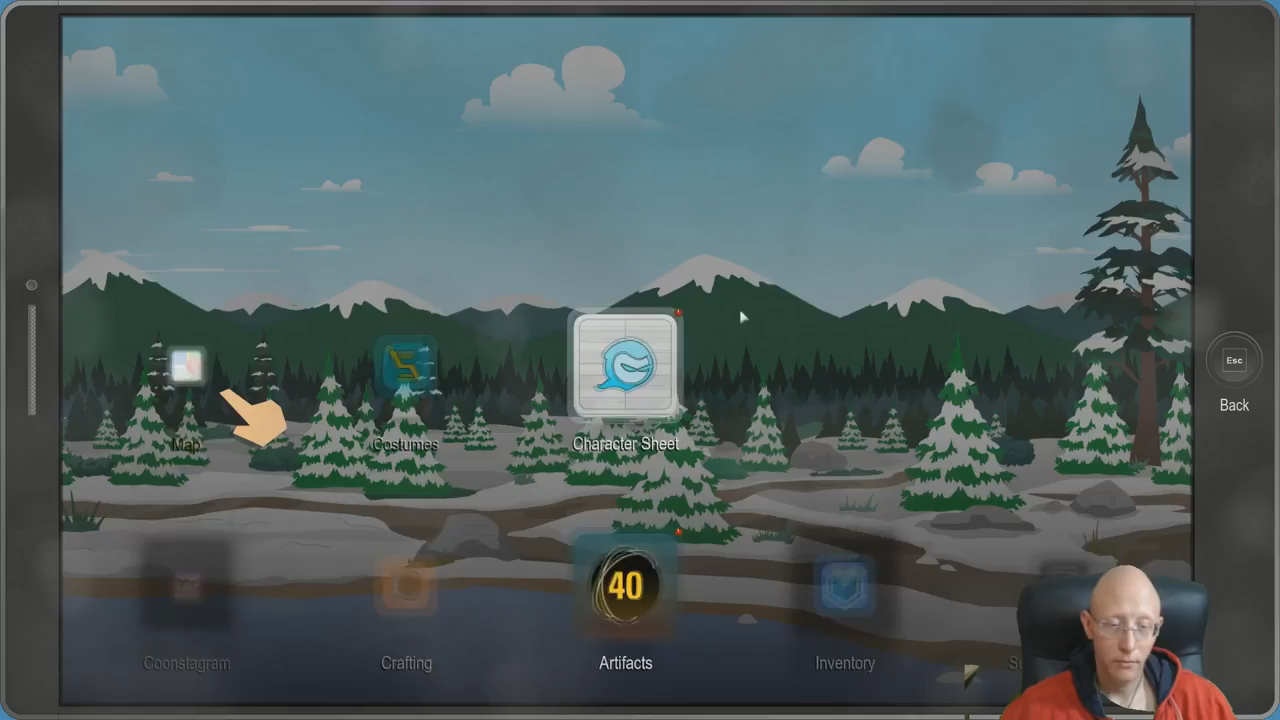 Esc
Back
Map
Costumes
Character Sheet
40
Coonstagram
Crafting
Artifacts
Inventory